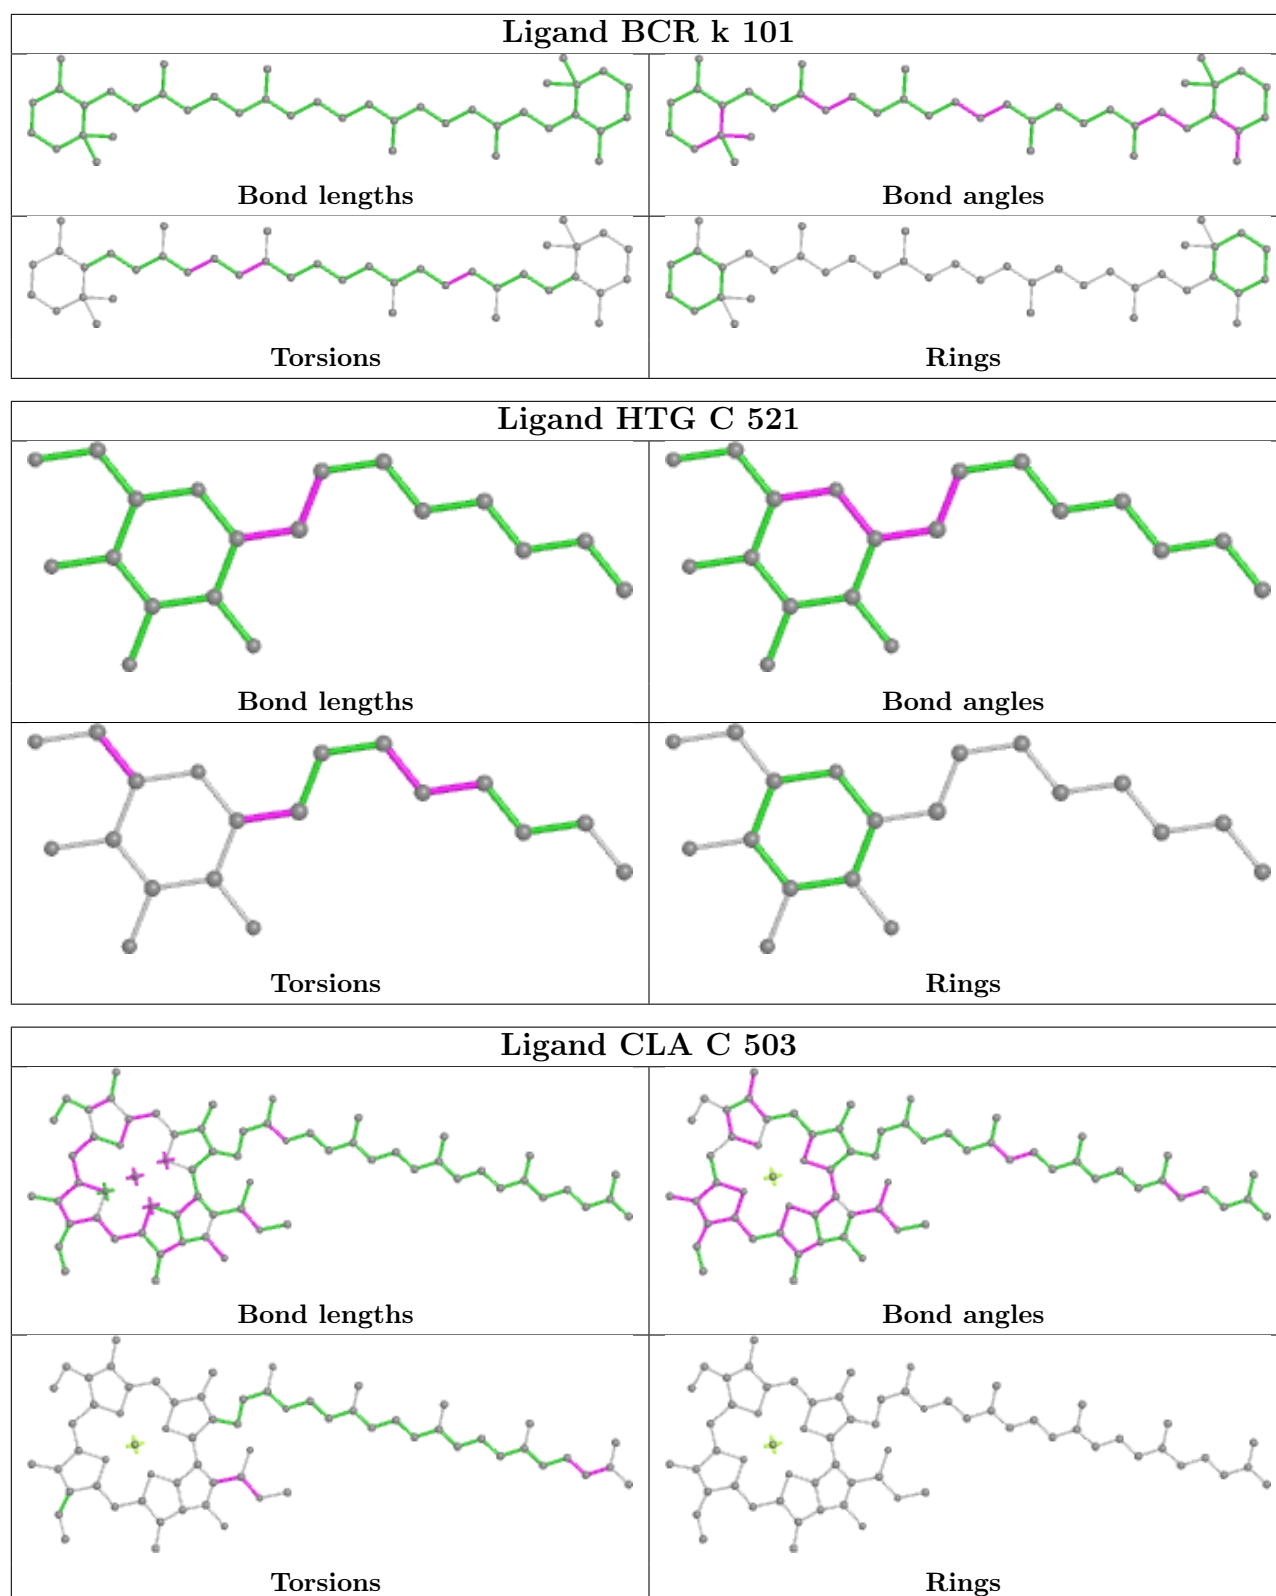 Ligand BCR k 101
Bond lengths
Bond angles
Torsions
Rings
Ligand HTG C 521
Bond lengths
Bond angles
Torsions
Rings
Ligand CLA C 503
Bond lengths
Bond angles
Torsions
Rings